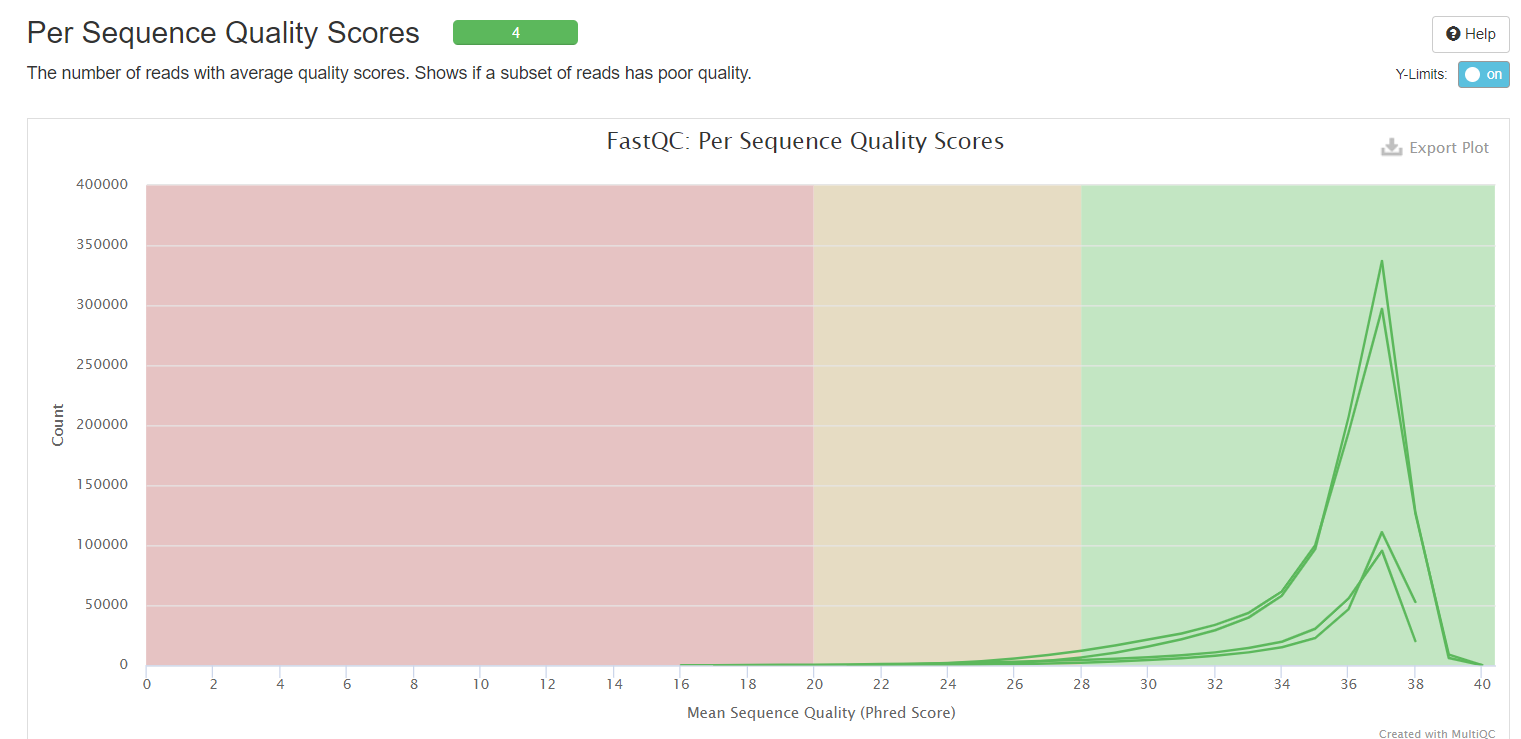 Per Sequence Quality Scores
4
Help
The number of reads with average quality scores. Shows if a subset of reads has poor quality.
Y-Limits:
on
FastQC: Per Sequence Quality Scores
Export Plot
400000
350000
300000
250000
200000
150000
100000
50000
0
Count
0 2 4 6 8 10 12 14 16 18 20 22 24 26 28 30 32 34 36 38 40
Mean Sequence Quality (Phred Score)
Created with MultiQC